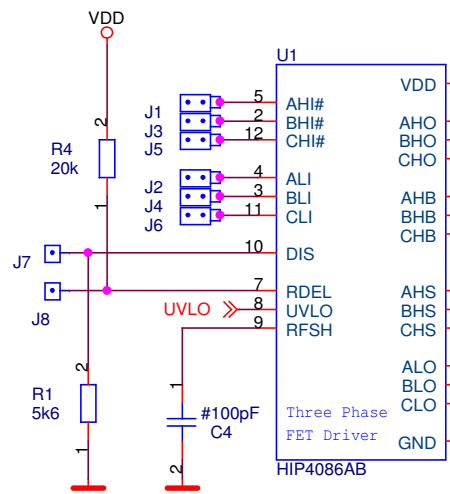 VDD
U1
VDD
5 AHI#
J1
2 BHI# AHO
J3
12 CHI# BHO
J5
CHO
2
R4
20k
1
4 ALI
J2
3 BLI AHB
J4
11 CLI BHB
J6
CHB
J7
10 DIS
J8
7 RDEL AHS
UVLO
8 UVLO BHS
9 RFSH CHS
2
R1
5k6
1
1
#100pF
C4
2
ALO
BLO
CLO
Three Phase
FET Driver
GND
HIP4086AB